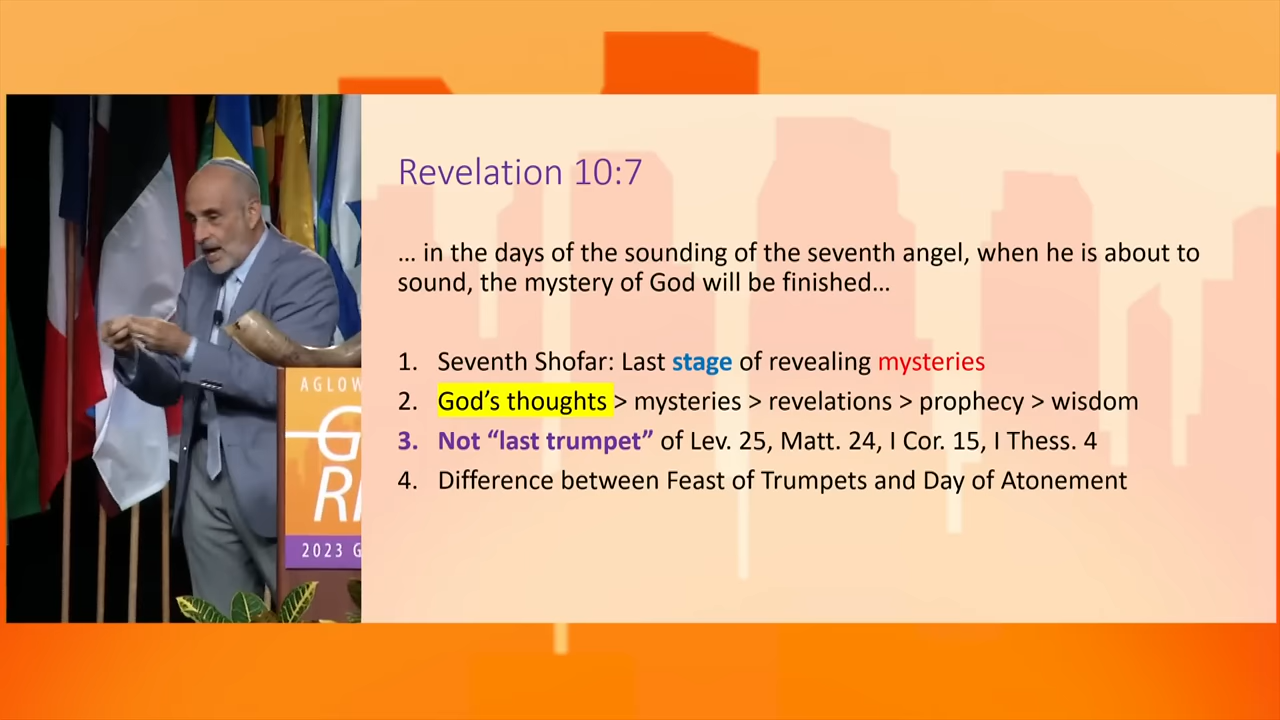 Revelation 10:7
... in the days of the sounding of the seventh angel, when he is about to
sound, the mystery of God will be finished...
1. Seventh Shofar: Last stage of revealing mysteries
2. God's thoughts > mysteries > revelations > prophecy > wisdom
3. Not “last trumpet” of Lev. 25, Matt. 24, I Cor. 15, I Thess. 4
4. Difference between Feast of Trumpets and Day of Atonement
AGLOW
G
RI
2023 G